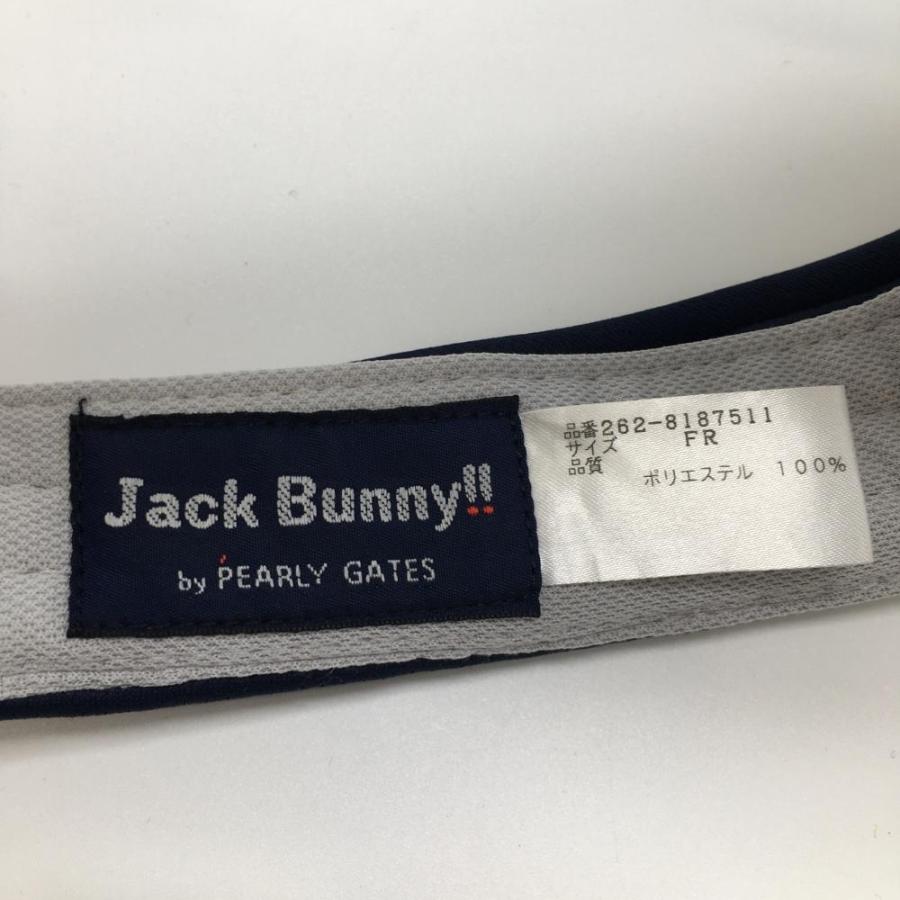 Jack Bunny!!
by PEARLY GATES
品番262-8187511
サイズ FR
品質
ポリエステル 100%